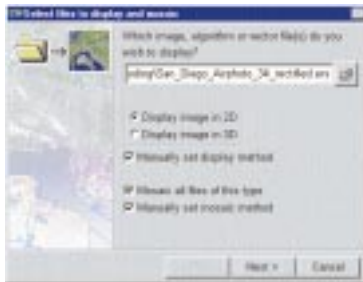 Select files to display and mosaic
Which image, algorithm or vector file(s) do you
wish to display?
\San_Diego_Airphoto_34_rectified.ers
Display image in 2D
Display image in 3D
Manually set display method
Mosaic all files of this type
Manually set mosaic method
Next >
Cancel